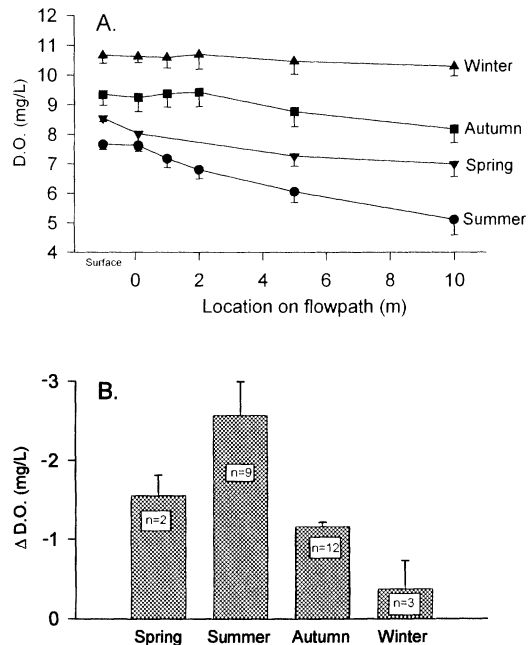 A.
12
11
10
9
8
7
6
5
4
D.O. (mg/L)
Winter
Autumn
Spring
Summer
Surface 0 2 4 6 8 10
Location on flowpath (m)
B.
-3
-2
-1
0
Δ D.O. (mg/L)
n=2
n=9
n=12
n=3
Spring Summer Autumn Winter